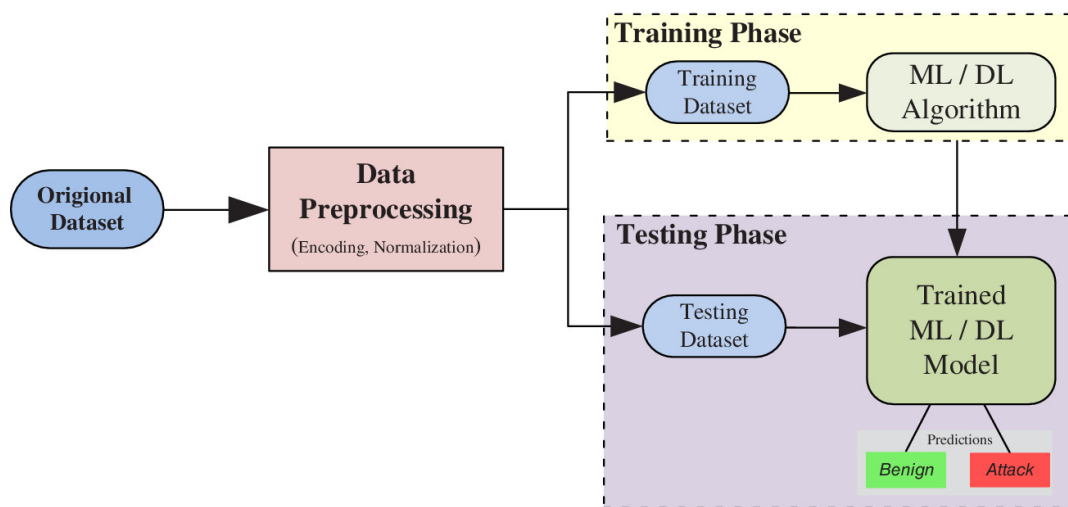 Origional
Dataset
Data
Preprocessing
(Encoding, Normalization)
Training Phase
Training
Dataset
ML / DL
Algorithm
Testing Phase
Testing
Dataset
Trained
ML / DL
Model
Predictions
Benign
Attack